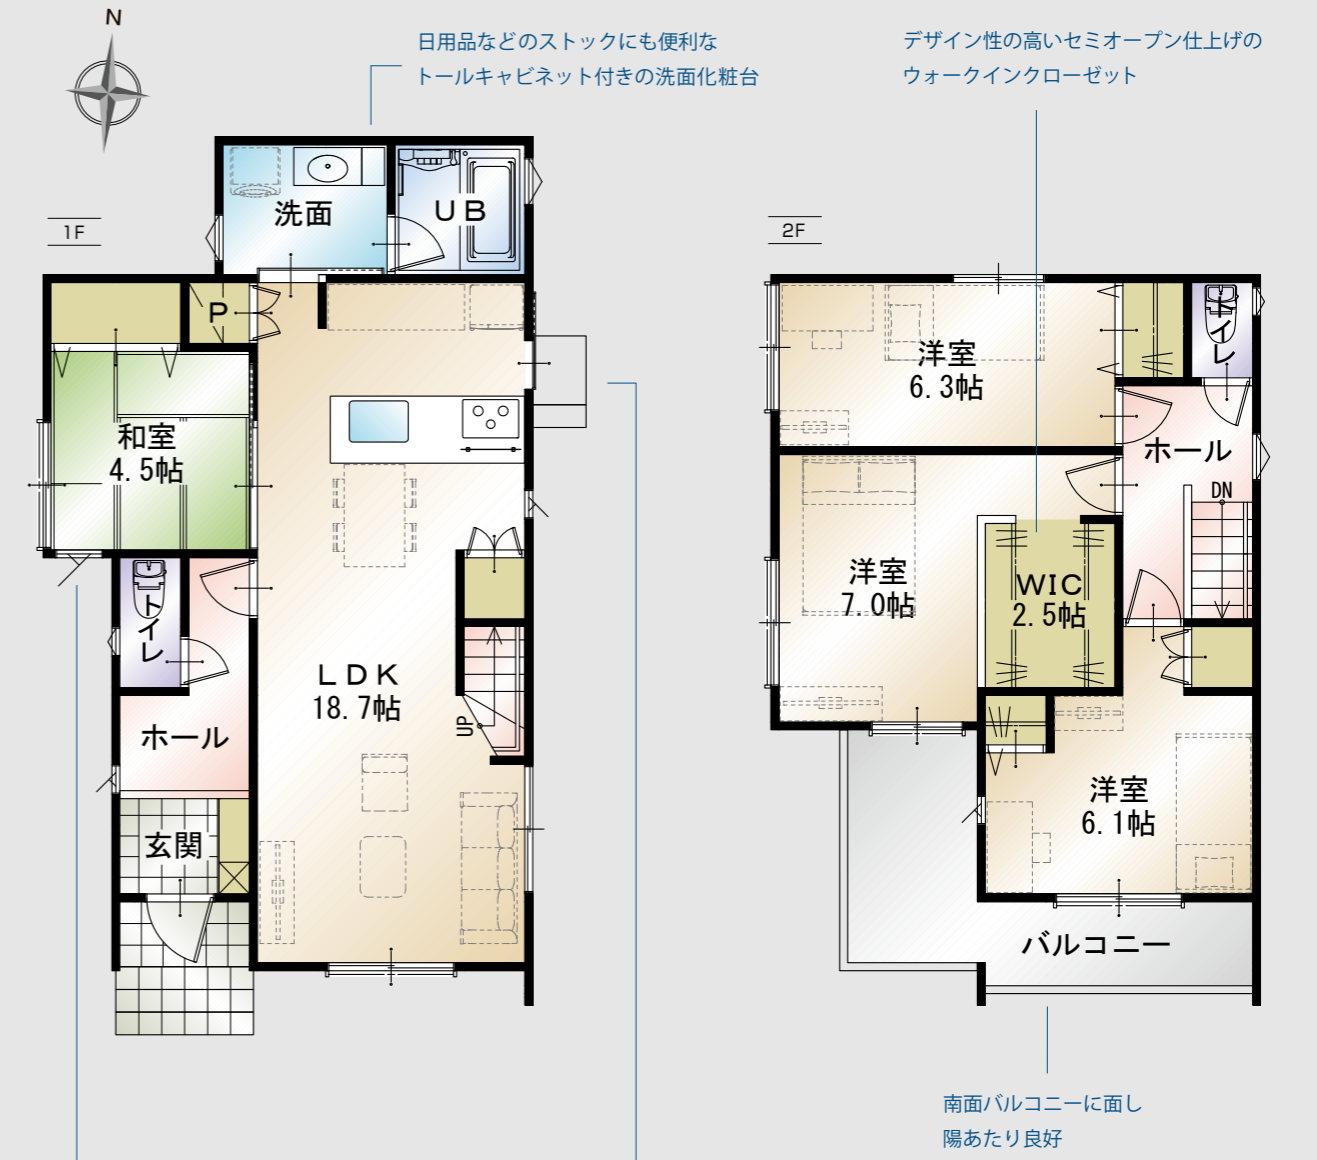 N
日用品などのストックにも便利な
トールキャビネット付きの洗面化粧台
デザイン性の高いセミオープン仕上げの
ウォークインクローゼット
1F
洗面
UB
P
和室
4.5帖
トイレ
LDK
18.7帖
UP
ホール
玄関
2F
洋室
6.3帖
トイレ
ホール
DN
洋室
7.0帖
WIC
2.5帖
洋室
6.1帖
バルコニー
南面バルコニーに面し
陽あたり良好